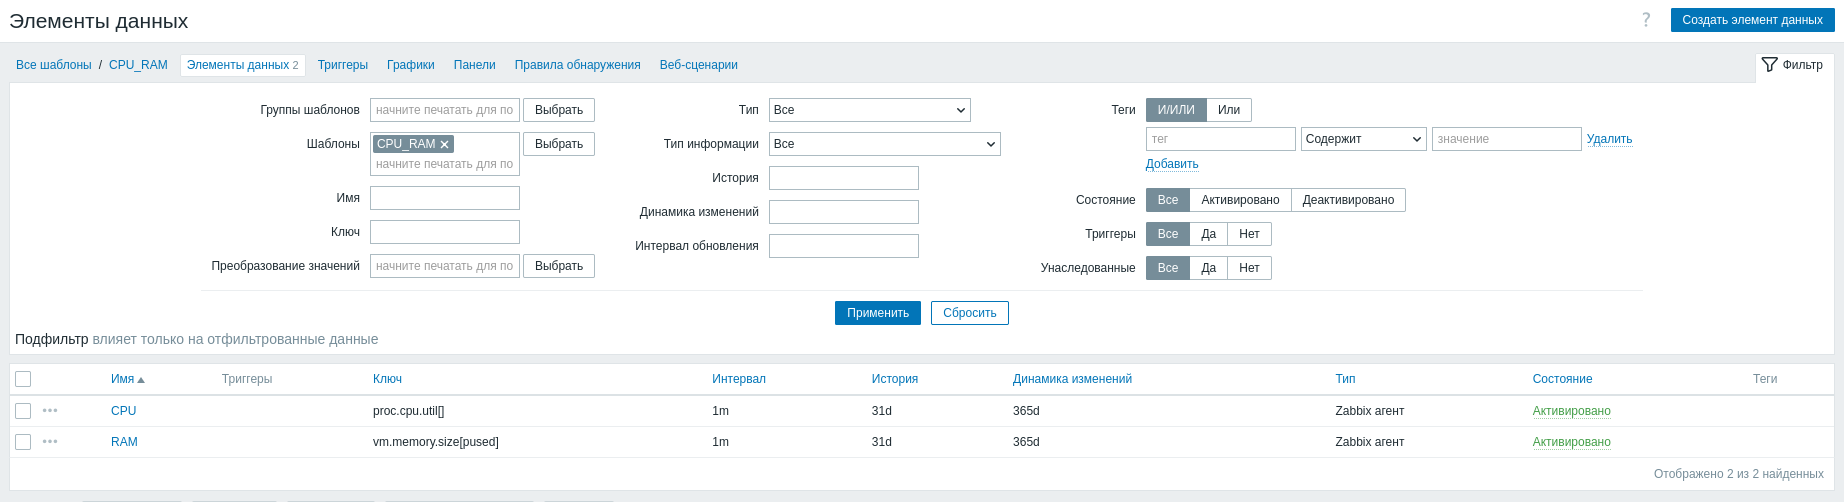 Элементы данных
? Создать элемент данных
Все шаблоны / CPU_RAM Элементы данных 2 Триггеры Графики Панели Правила обнаружения Веб-сценарии Фильтр
Группы шаблонов начните печатать для по Выбрать Тип Все Теги И/ИЛИ Или
тег Содержит значение Удалить
Шаблоны CPU_RAM Выбрать Тип информации Все
начните печатать для по Добавить
История
Имя Состояние Все Активировано Деактивировано
Динамика изменений
Ключ Триггеры Все Да Нет
Интервал обновления
Преобразование значений начните печатать для по Выбрать Унаследованные Все Да Нет
Применить Сбросить
Подфильтр влияет только на отфильтрованные данные
Имя Триггеры Ключ Интервал История Динамика изменений Тип Состояние Теги
CPU proc.cpu.util[] 1m 31d 365d Zabbix агент Активировано
RAM vm.memory.size[pused] 1m 31d 365d Zabbix агент Активировано
Отображено 2 из 2 найденных